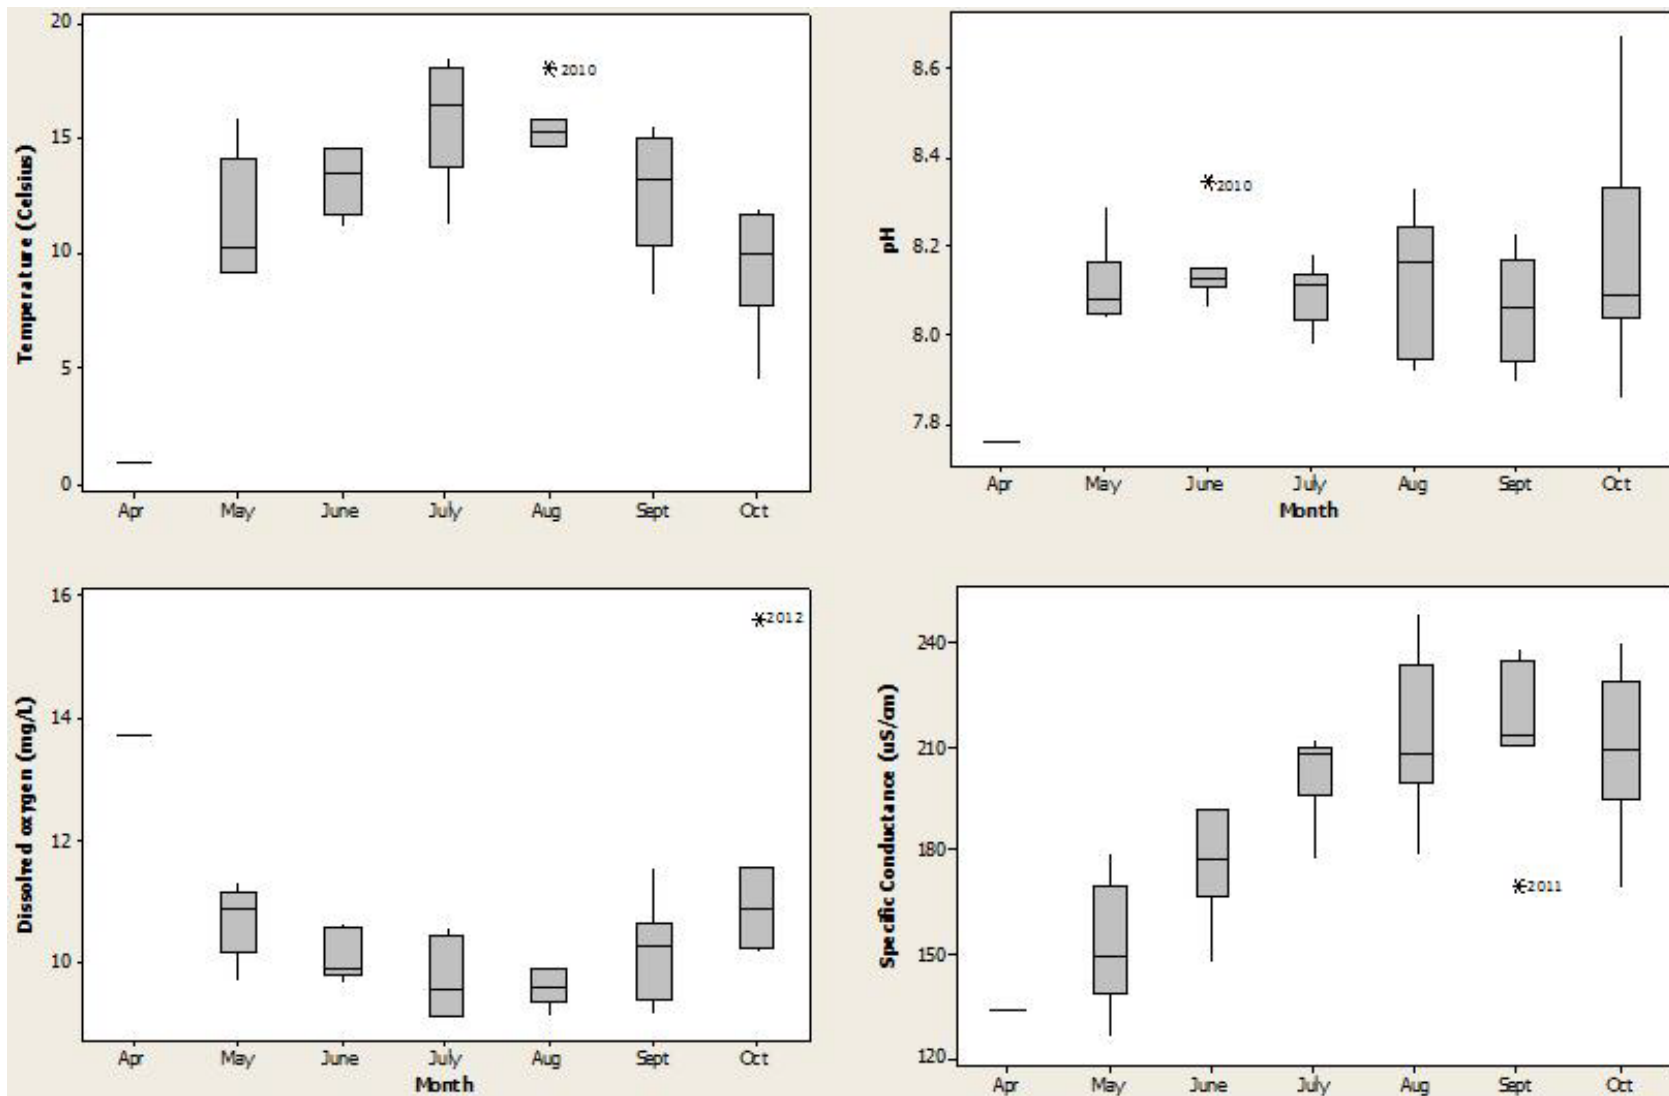 Temperature (Celsius)
20
15
10
5
0
2010
Apr May June July Aug Sept Oct
pH
8.6
8.4
8.2
8.0
7.8
2010
Apr May June July Aug Sept Oct
Month
Dissolved oxygen (mg/L)
16
14
12
10
2012
Apr May June July Aug Sept Oct
Month
Specific Conductance (uS/cm)
240
210
180
150
120
2011
Apr May June July Aug Sept Oct